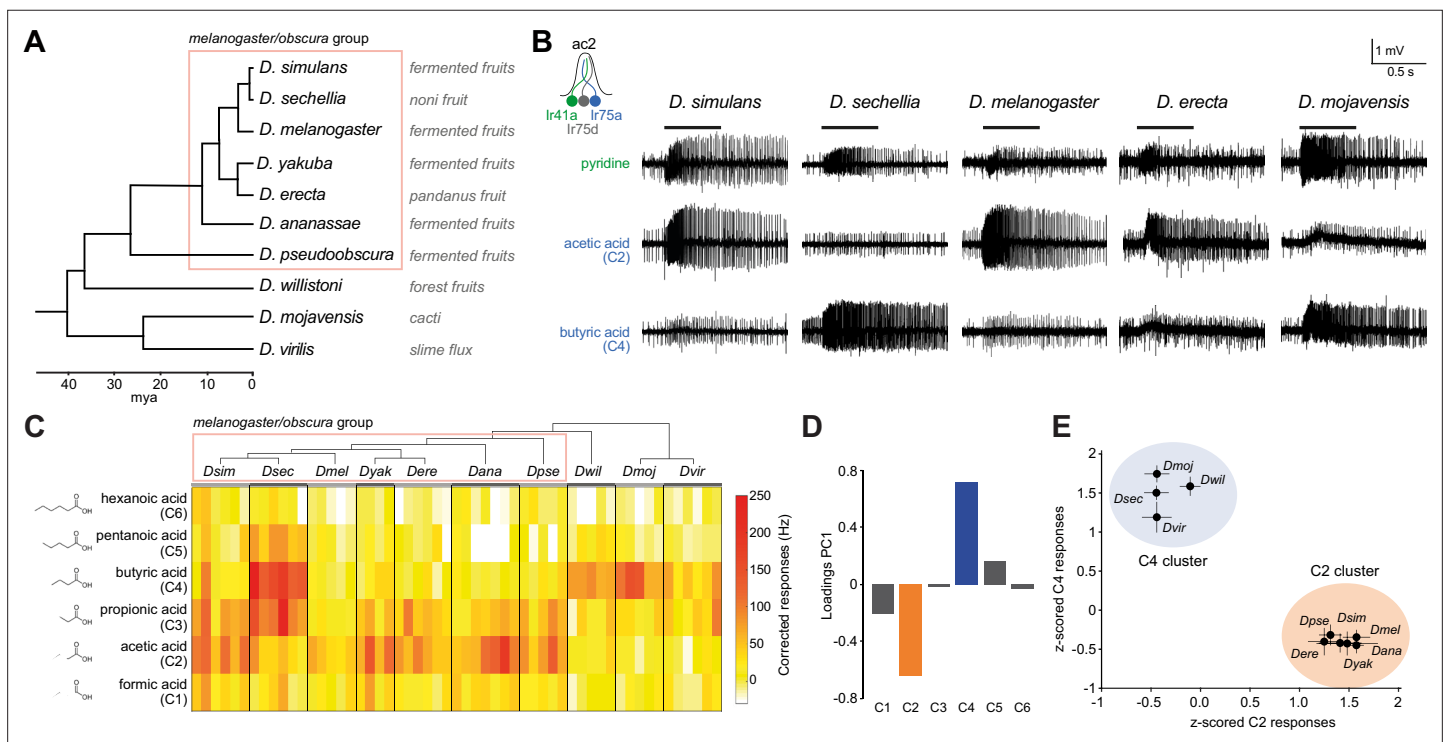 A
melanogaster/obscura group
D. simulans fermented fruits
D. sechellia noni fruit
D. melanogaster fermented fruits
D. yakuba fermented fruits
D. erecta pandanus fruit
D. ananassae fermented fruits
D. pseudoobscura fermented fruits
D. willistoni forest fruits
D. mojavensis cacti
D. virilis slime flux
40 30 20 10 0
mya
B
ac2
Ir41a Ir75a
Ir75d
1 mV
0.5 s
D. simulans D. sechellia D. melanogaster D. erecta D. mojavensis
pyridine
acetic acid
(C2)
butyric acid
(C4)
C
melanogaster/obscura group
Dsim Dsec Dmel Dyak Dere Dana Dpse Dwil Dmoj Dvir
hexanoic acid
(C6)
pentanoic acid
(C5)
butyric acid
(C4)
propionic acid
(C3)
acetic acid
(C2)
formic acid
(C1)
O
OH
O
OH
O
OH
O
OH
O
OH
O
OH
250
200
150
100
50
0
Corrected responses (Hz)
D
Loadings PC1
0.8
0.4
0
-0.4
-0.8
C1 C2 C3 C4 C5 C6
E
z-scored C4 responses
2
1.5
1.0
0.5
0
-0.5
-1
Dmoj
Dwil
Dsec
Dvir
C4 cluster
C2 cluster
Dpse Dsim
Dmel
Dere Dana
Dyak
-1 -0.5 0.0 0.5 1.0 1.5 2
z-scored C2 responses